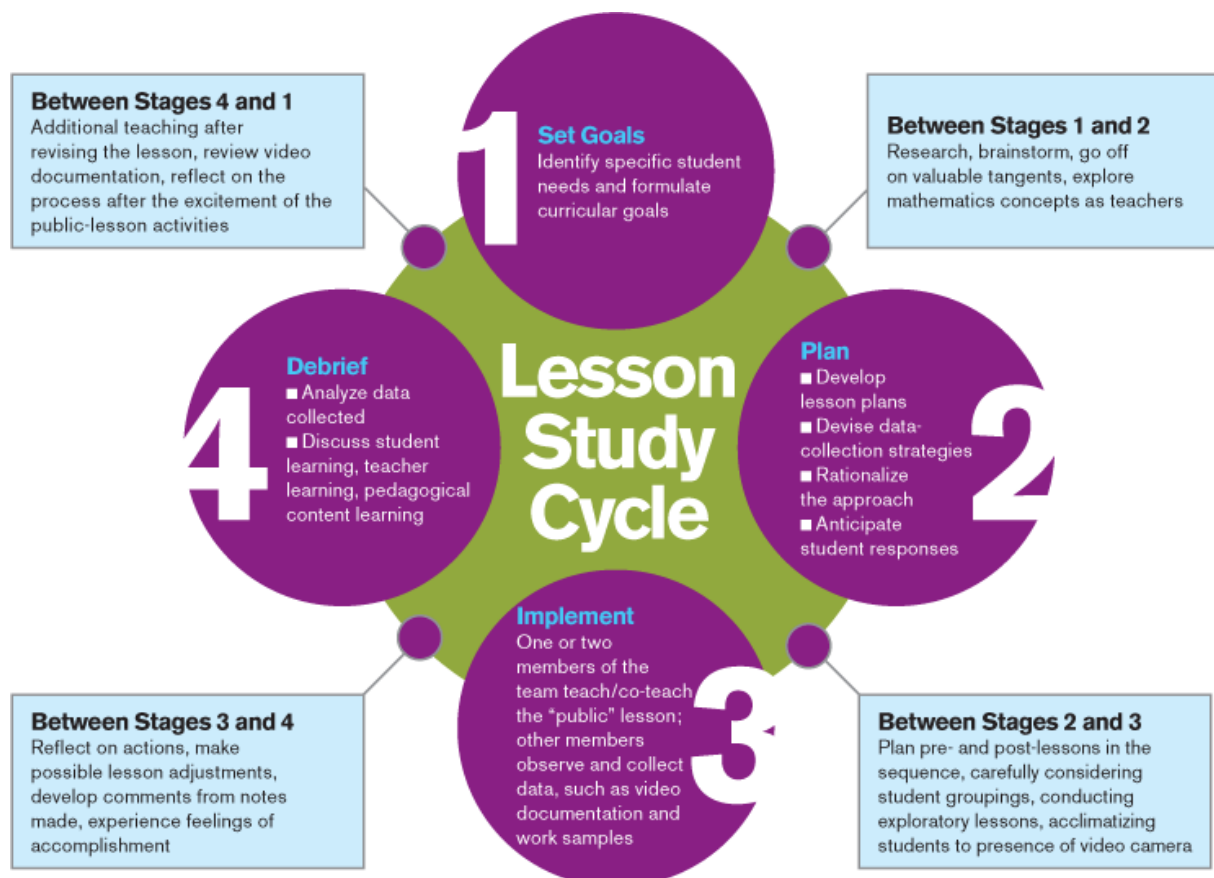 Lesson
Study
Cycle
1
Set Goals
Identify specific student
needs and formulate
curricular goals
Between Stages 1 and 2
Research, brainstorm, go off
on valuable tangents, explore
mathematics concepts as teachers
2
Plan
■ Develop
lesson plans
■ Devise data-
collection strategies
■ Rationalize
the approach
■ Anticipate
student responses
Between Stages 2 and 3
Plan pre- and post-lessons in the
sequence, carefully considering
student groupings, conducting
exploratory lessons, acclimatizing
students to presence of video camera
3
Implement
One or two
members of the
team teach/co-teach
the “public” lesson;
other members
observe and collect
data, such as video
documentation and
work samples
Between Stages 3 and 4
Reflect on actions, make
possible lesson adjustments,
develop comments from notes
made, experience feelings of
accomplishment
4
Debrief
■ Analyze data
collected
■ Discuss student
learning, teacher
learning, pedagogical
content learning
Between Stages 4 and 1
Additional teaching after
revising the lesson, review video
documentation, reflect on the
process after the excitement of the
public-lesson activities